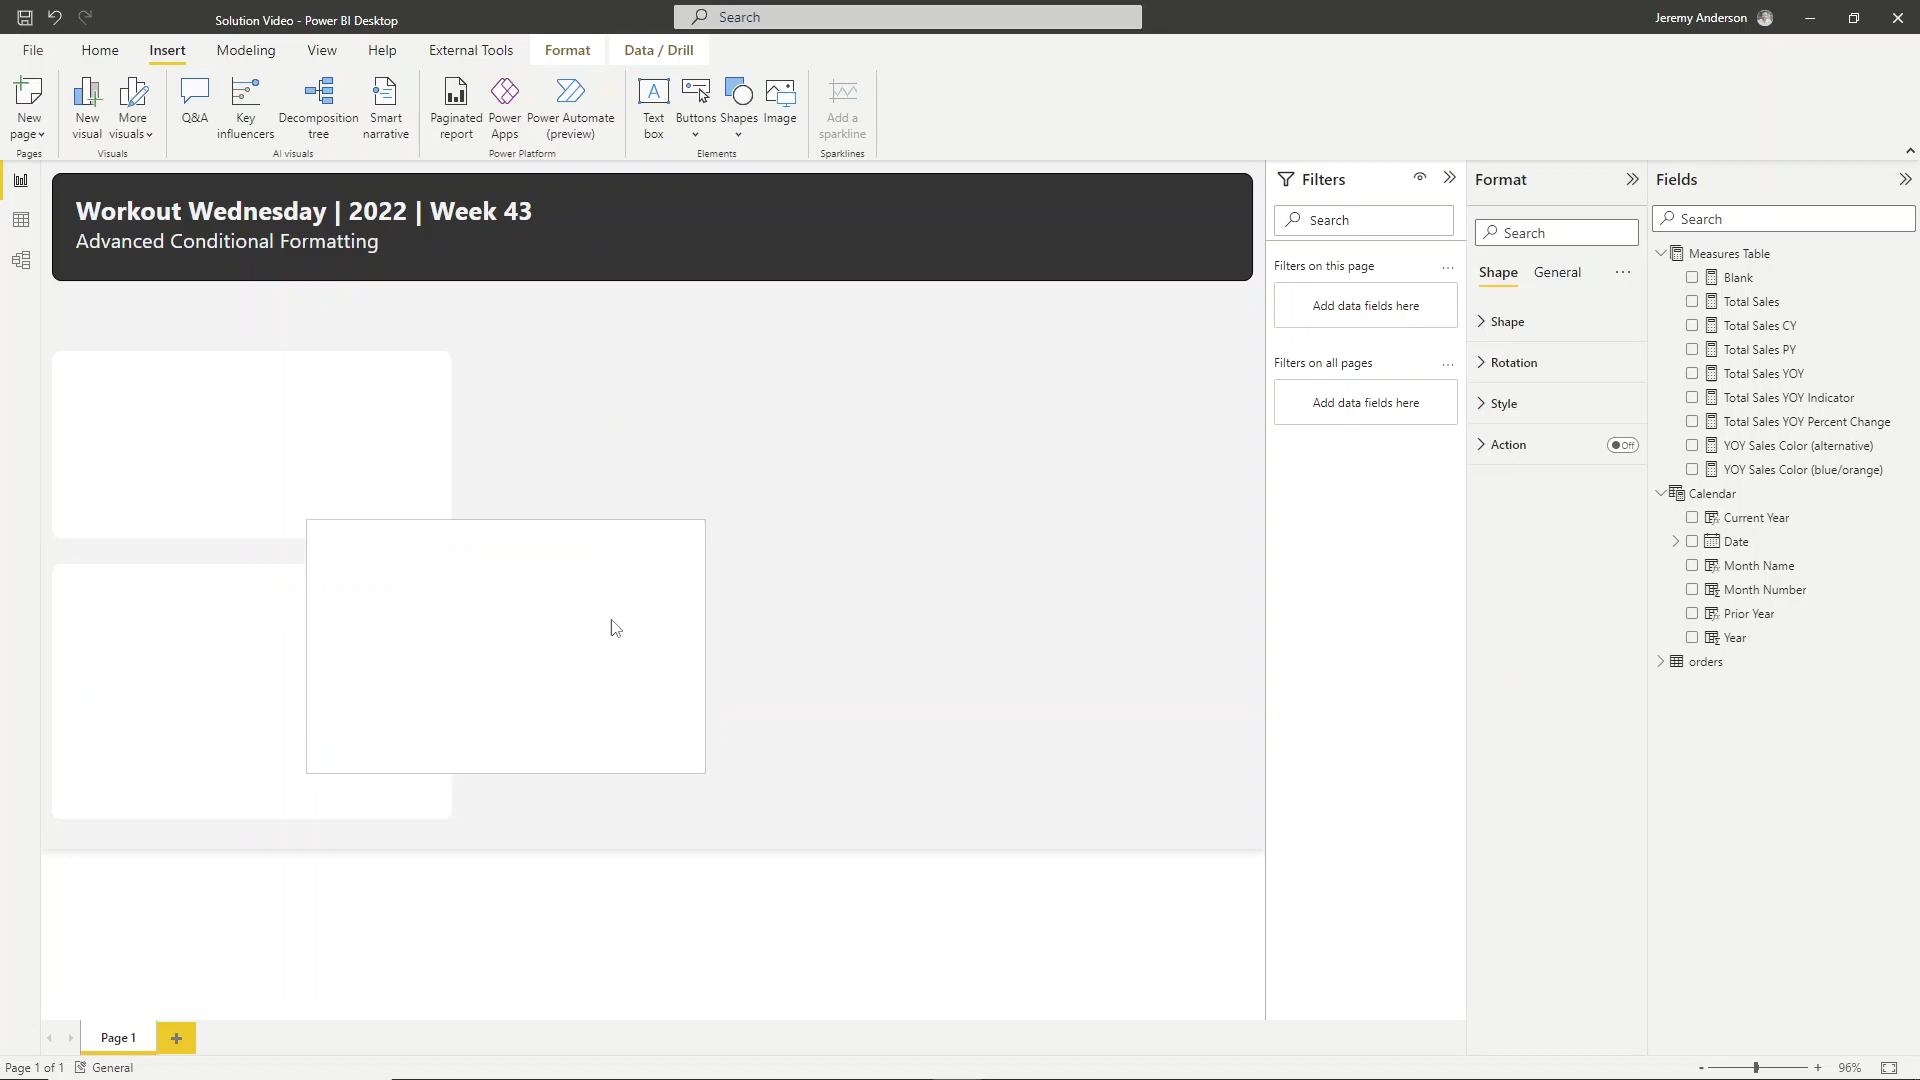 Solution Video - Power BI Desktop
Search
Jeremy Anderson
File Home Insert Modeling View Help External Tools Format Data / Drill
New page
New visual
More visuals
Q&A
Key influencers
Decomposition tree
Smart narrative
Paginated report
Power Apps
Power Automate (preview)
Text box
Buttons
Shapes
Image
Add a sparkline
Pages
Visuals
AI visuals
Power Platform
Elements
Sparklines
Workout Wednesday | 2022 | Week 43
Advanced Conditional Formatting
Filters
Search
Filters on this page
Add data fields here
Filters on all pages
Add data fields here
Format
Search
Shape General
Shape
Rotation
Style
Action Off
Fields
Search
Measures Table
Blank
Total Sales
Total Sales CY
Total Sales PY
Total Sales YOY
Total Sales YOY Indicator
Total Sales YOY Percent Change
YOY Sales Color (alternative)
YOY Sales Color (blue/orange)
Calendar
Current Year
Date
Month Name
Month Number
Prior Year
Year
orders
Page 1
Page 1 of 1 General
96%